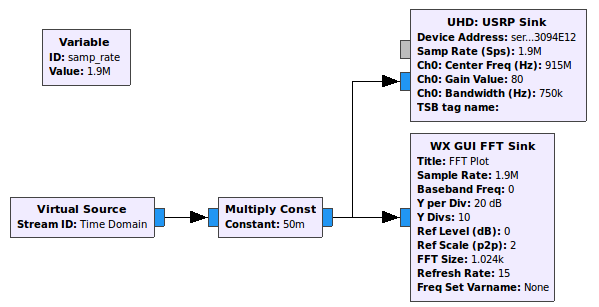 Variable
ID: samp_rate
Value: 1.9M
UHD: USRP Sink
Device Address: ser...3094E12
Samp Rate (Sps): 1.9M
Ch0: Center Freq (Hz): 915M
Ch0: Gain Value: 80
Ch0: Bandwidth (Hz): 750k
TSB tag name:
Virtual Source
Stream ID: Time Domain
Multiply Const
Constant: 50m
WX GUI FFT Sink
Title: FFT Plot
Sample Rate: 1.9M
Baseband Freq: 0
Y per Div: 20 dB
Y Divs: 10
Ref Level (dB): 0
Ref Scale (p2p): 2
FFT Size: 1.024k
Refresh Rate: 15
Freq Set Varname: None